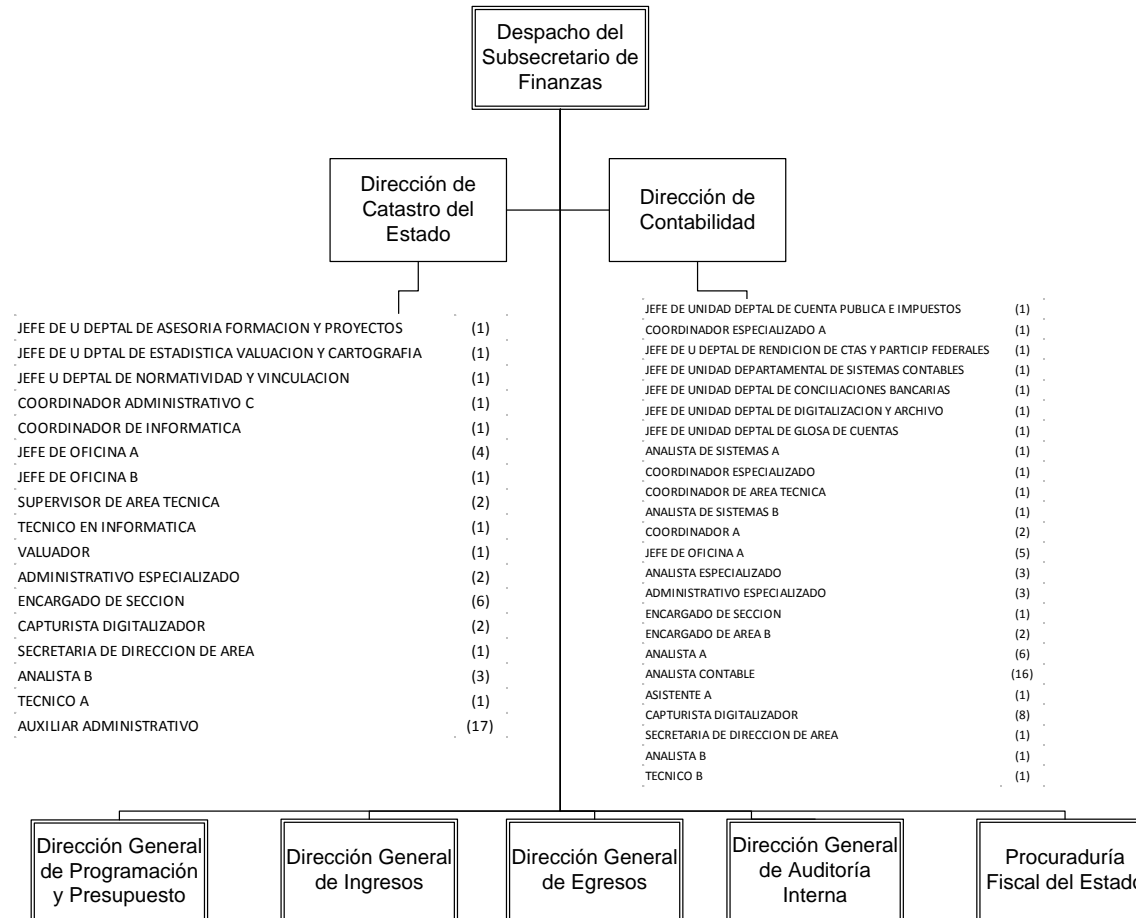 Despacho del
Subsecretario de
Finanzas
Dirección de
Catastro del
Estado
Dirección de
Contabilidad
JEFE DE U DEPTAL DE ASESORIA FORMACION Y PROYECTOS (1)
JEFE DE U DPTAL DE ESTADISTICA VALUACION Y CARTOGRAFIA (1)
JEFE U DEPTAL DE NORMATIVIDAD Y VINCULACION (1)
COORDINADOR ADMINISTRATIVO C (1)
COORDINADOR DE INFORMATICA (1)
JEFE DE OFICINA A (4)
JEFE DE OFICINA B (1)
SUPERVISOR DE AREA TECNICA (2)
TECNICO EN INFORMATICA (1)
VALUADOR (1)
ADMINISTRATIVO ESPECIALIZADO (2)
ENCARGADO DE SECCION (6)
CAPTURISTA DIGITALIZADOR (2)
SECRETARIA DE DIRECCION DE AREA (1)
ANALISTA B (3)
TECNICO A (1)
AUXILIAR ADMINISTRATIVO (17)
JEFE DE UNIDAD DEPTAL DE CUENTA PUBLICA E IMPUESTOS (1)
COORDINADOR ESPECIALIZADO A (1)
JEFE DE U DEPTAL DE RENDICION DE CTAS Y PARTICIP FEDERALES (1)
JEFE DE UNIDAD DEPARTAMENTAL DE SISTEMAS CONTABLES (1)
JEFE DE UNIDAD DEPTAL DE CONCILIACIONES BANCARIAS (1)
JEFE DE UNIDAD DEPTAL DE DIGITALIZACION Y ARCHIVO (1)
JEFE DE UNIDAD DEPTAL DE GLOSA DE CUENTAS (1)
ANALISTA DE SISTEMAS A (1)
COORDINADOR ESPECIALIZADO (1)
COORDINADOR DE AREA TECNICA (1)
ANALISTA DE SISTEMAS B (1)
COORDINADOR A (2)
JEFE DE OFICINA A (5)
ANALISTA ESPECIALIZADO (3)
ADMINISTRATIVO ESPECIALIZADO (3)
ENCARGADO DE SECCION (1)
ENCARGADO DE AREA B (2)
ANALISTA A (6)
ANALISTA CONTABLE (16)
ASISTENTE A (1)
CAPTURISTA DIGITALIZADOR (8)
SECRETARIA DE DIRECCION DE AREA (1)
ANALISTA B (1)
TECNICO B (1)
Dirección General
de Programación
y Presupuesto
Dirección General
de Ingresos
Dirección General
de Egresos
Dirección General
de Auditoría
Interna
Procuraduría
Fiscal del Estado